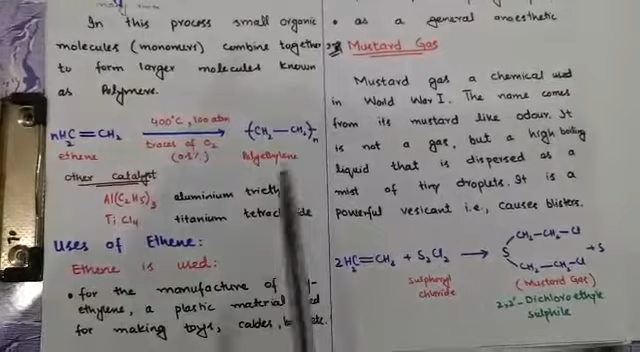 In this process small organic
molecules (monomers) combine together
to form larger molecules known
as Polymers.
nH₂C=CH₂ 400°C, 100 atm traces of O₂ (0.1%) -(CH₂-CH₂)-n
ethene Polyethylene
other catalyst
Al(C₂H₅)₃ aluminium
TiCl₄ titanium
Uses of Ethene:
Ethene is used:
• for the manufacture of
ethylene, a plastic material
for making toys, cables,
• as a general anaesthetic
Mustard Gas
Mustard gas a chemical used
in World War I. The name comes
from its mustard like odour. It
is not a gas, but a high boiling
liquid that is dispersed as a
mist of tiny droplets. It is a
powerful vesicant i.e., causes blisters.
CH₂-CH₂-Cl
2H₂C=CH₂ + S₂Cl₂ → S + S
CH₂-CH₂-Cl
sulphuryl (Mustard Gas)
chloride 2,2'-Dichloroethyle
sulphile